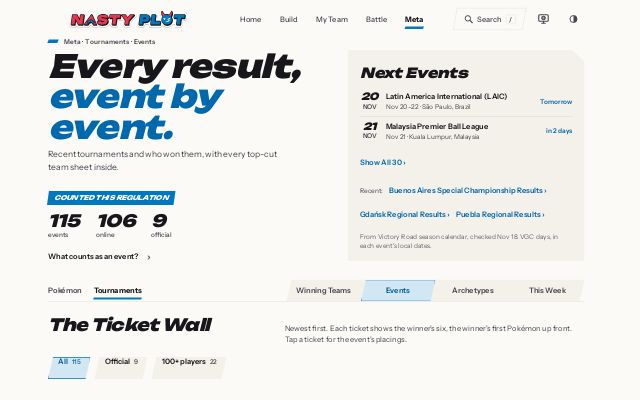 NASTY PLOT
Home Build My Team Battle Meta Search /
Meta · Tournaments · Events
Every result,
event by
event.
Recent tournaments and who won them, with every top-cut
team sheet inside.
COUNTED THIS REGULATION
115 106 9
events online official
What counts as an event? ›
Next Events
20 NOV Latin America International (LAIC) Tomorrow
Nov 20–22 · São Paulo, Brazil
21 NOV Malaysia Premier Ball League in 2 days
Nov 21 · Kuala Lumpur, Malaysia
Show All 30 ›
Recent: Buenos Aires Special Championship Results ›
Gdańsk Regional Results › Puebla Regional Results ›
From Victory Road season calendar, checked Nov 18 VGC days, in
each event's local dates.
Pokémon Tournaments
Winning Teams Events Archetypes This Week
The Ticket Wall
Newest first. Each ticket shows the winner's six, the winner's first Pokémon up front.
Tap a ticket for the event's placings.
All 115 Official 9 100+ players 22